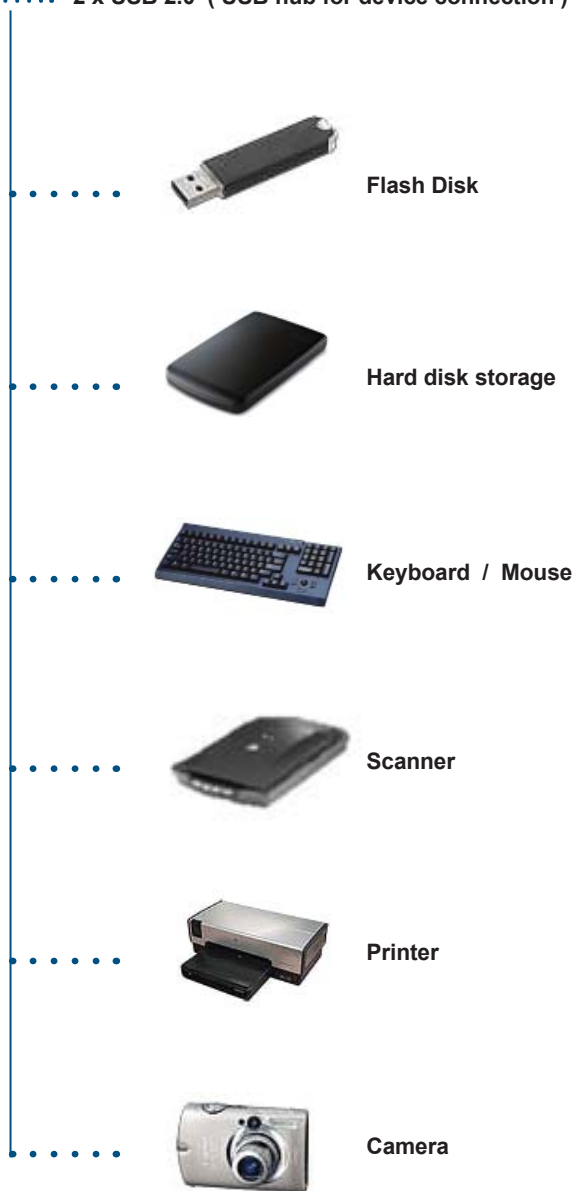 2 x USB 2.0 ( USB hub for device connection )
Flash Disk
Hard disk storage
Keyboard / Mouse
Scanner
Printer
Camera